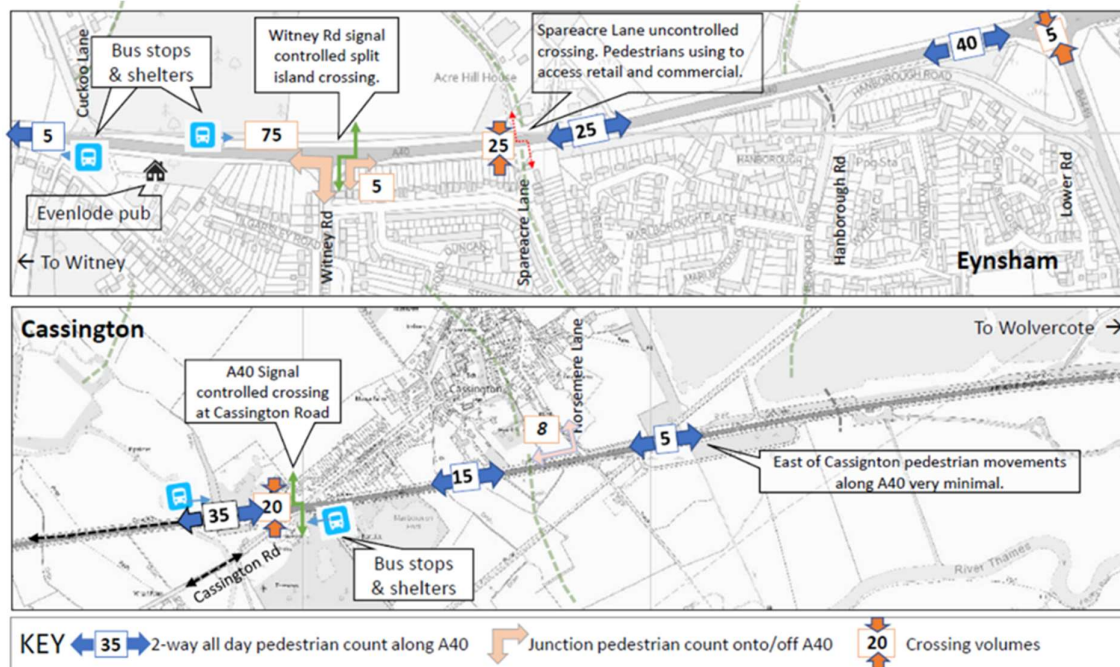 Cuckoo Lane
Bus stops
& shelters
Witney Rd signal
controlled split
island crossing.
Acre Hill House
Spareacre Lane uncontrolled
crossing. Pedestrians using to
access retail and commercial.
40
5
HANBOROUGH ROAD
5
75
A40
25
25
5
Evenlode pub
Witney Rd
Spareacre Lane
Hanborough Rd
Lower Rd
← To Witney
Eynsham
Cassington
To Wolvercote →
A40 Signal
controlled crossing
at Cassington Road
Cassington
Horsemere Lane
8
5
15
East of Cassignton pedestrian movements
along A40 very minimal.
35
20
Cassington Rd
Bus stops
& shelters
River Thames
KEY 35 2-way all day pedestrian count along A40 Junction pedestrian count onto/off A40 20 Crossing volumes